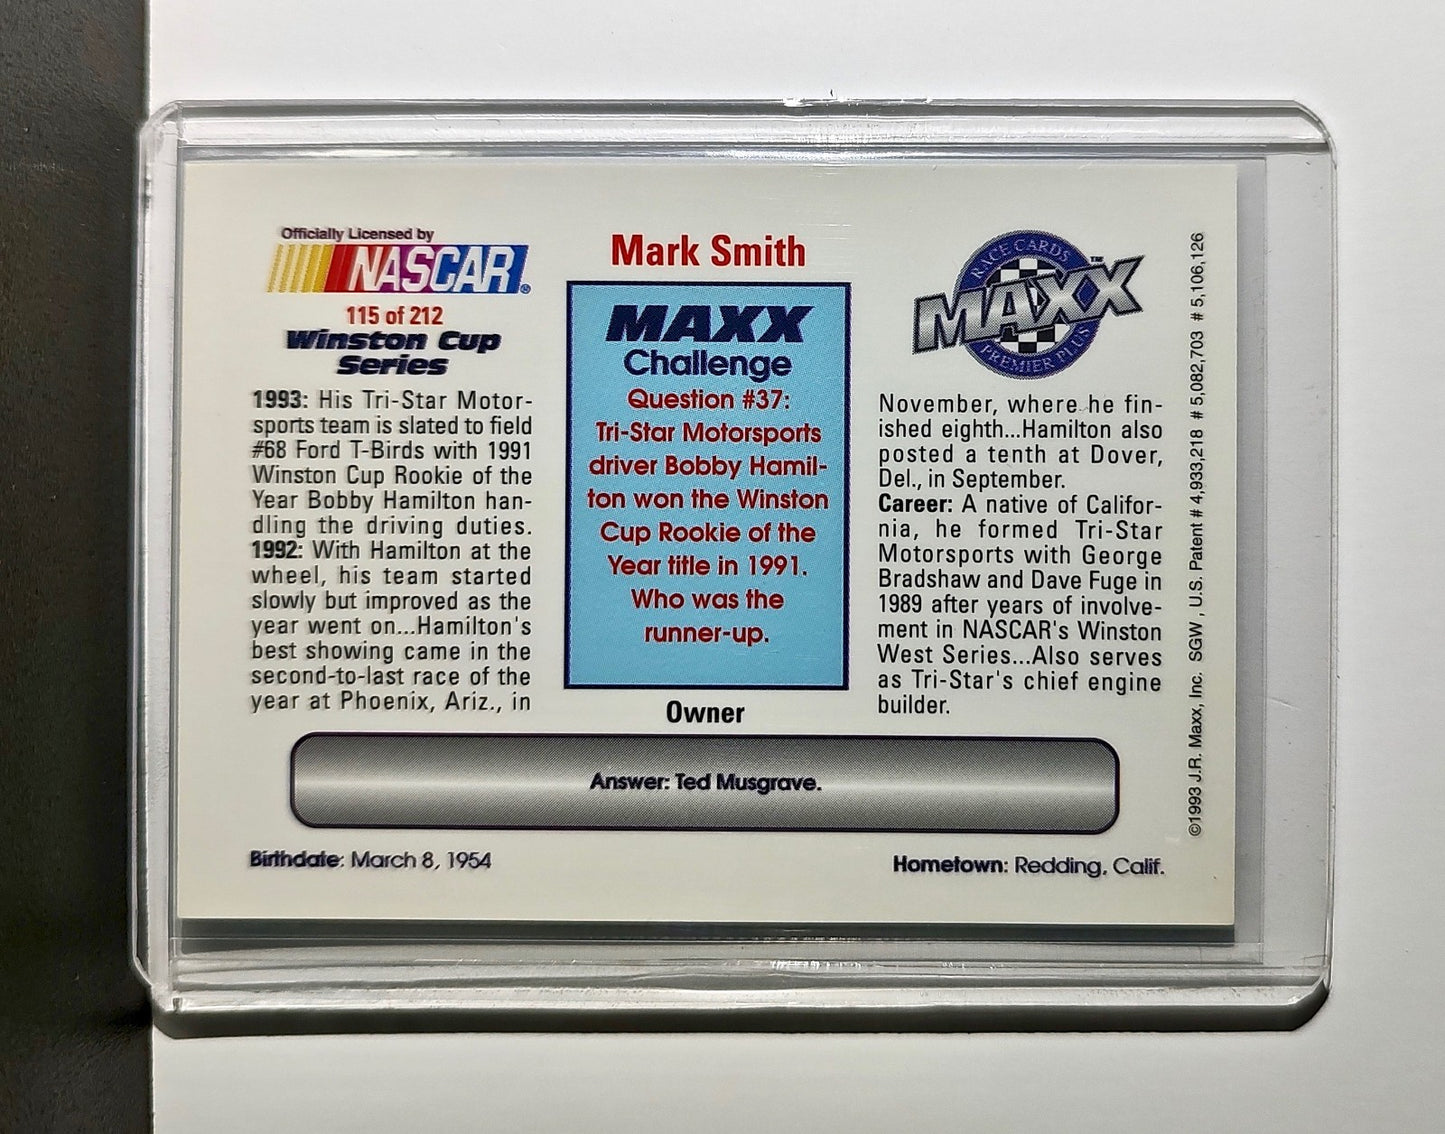 Officially Licensed by
NASCAR®
115 of 212
Winston Cup
Series
1993: His Tri-Star Motor-
sports team is slated to field
#68 Ford T-Birds with 1991
Winston Cup Rookie of the
Year Bobby Hamilton han-
dling the driving duties.
1992: With Hamilton at the
wheel, his team started
slowly but improved as the
year went on...Hamilton's
best showing came in the
second-to-last race of the
year at Phoenix, Ariz., in
Mark Smith
MAXX
Challenge
Question #37:
Tri-Star Motorsports
driver Bobby Hamil-
ton won the Winston
Cup Rookie of the
Year title in 1991.
Who was the
runner-up.
Owner
RACE CARDS
MAXX™
PREMIER PLUS
November, where he fin-
ished eighth...Hamilton also
posted a tenth at Dover,
Del., in September.
Career: A native of Califor-
nia, he formed Tri-Star
Motorsports with George
Bradshaw and Dave Fuge in
1989 after years of involve-
ment in NASCAR's Winston
West Series...Also serves
as Tri-Star's chief engine
builder.
Answer: Ted Musgrave.
Birthdate: March 8, 1954
Hometown: Redding, Calif.
©1993 J.R. Maxx, Inc. SGW, U.S. Patent # 4,933,218 # 5,082,703 # 5,106,126